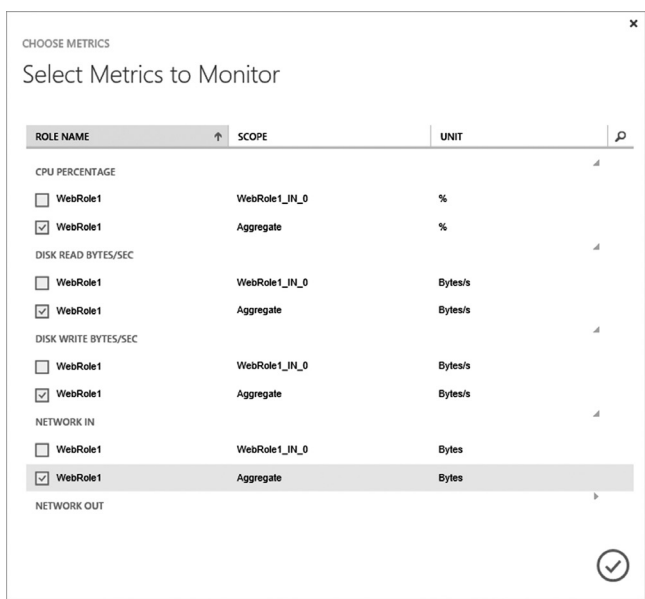 CHOOSE METRICS
Select Metrics to Monitor
ROLE NAME SCOPE UNIT
CPU PERCENTAGE
WebRole1 WebRole1_IN_0 %
WebRole1 Aggregate %
DISK READ BYTES/SEC
WebRole1 WebRole1_IN_0 Bytes/s
WebRole1 Aggregate Bytes/s
DISK WRITE BYTES/SEC
WebRole1 WebRole1_IN_0 Bytes/s
WebRole1 Aggregate Bytes/s
NETWORK IN
WebRole1 WebRole1_IN_0 Bytes
WebRole1 Aggregate Bytes
NETWORK OUT